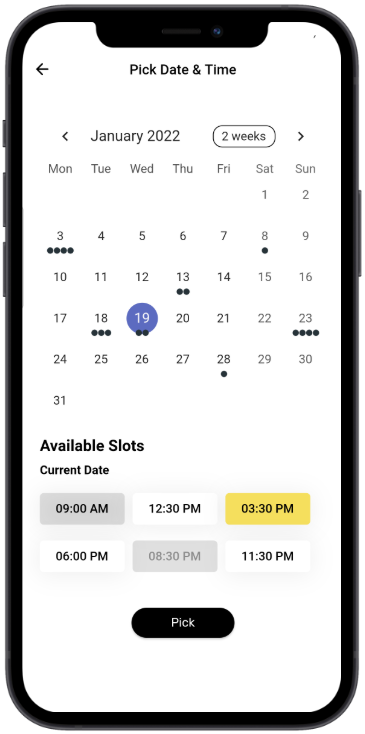 Pick Date & Time
January 2022 2 weeks
Mon Tue Wed Thu Fri Sat Sun
1 2
3 4 5 6 7 8 9
10 11 12 13 14 15 16
17 18 19 20 21 22 23
24 25 26 27 28 29 30
31
Available Slots
Current Date
09:00 AM 12:30 PM 03:30 PM
06:00 PM 08:30 PM 11:30 PM
Pick